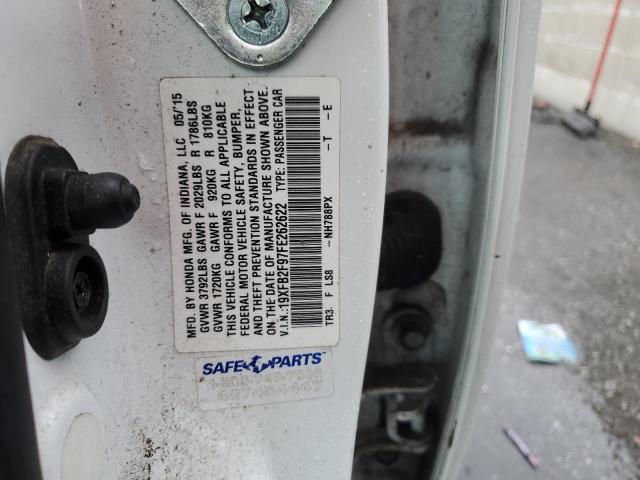 MFD. BY HONDA MFG. OF INDIANA, LLC 05/15
GVWR 3792LBS GAWR F 2029LBS R 1786LBS
GVWR 1720KG GAWR F 920KG R 810KG
THIS VEHICLE CONFORMS TO ALL APPLICABLE
FEDERAL MOTOR VEHICLE SAFETY, BUMPER,
AND THEFT PREVENTION STANDARDS IN EFFECT
ON THE DATE OF MANUFACTURE SHOWN ABOVE.
V.I.N.:19XFB2F97FE262622 TYPE: PASSENGER CAR
TR3: F LS8 -NH788PX -T -E
SAFE PARTS